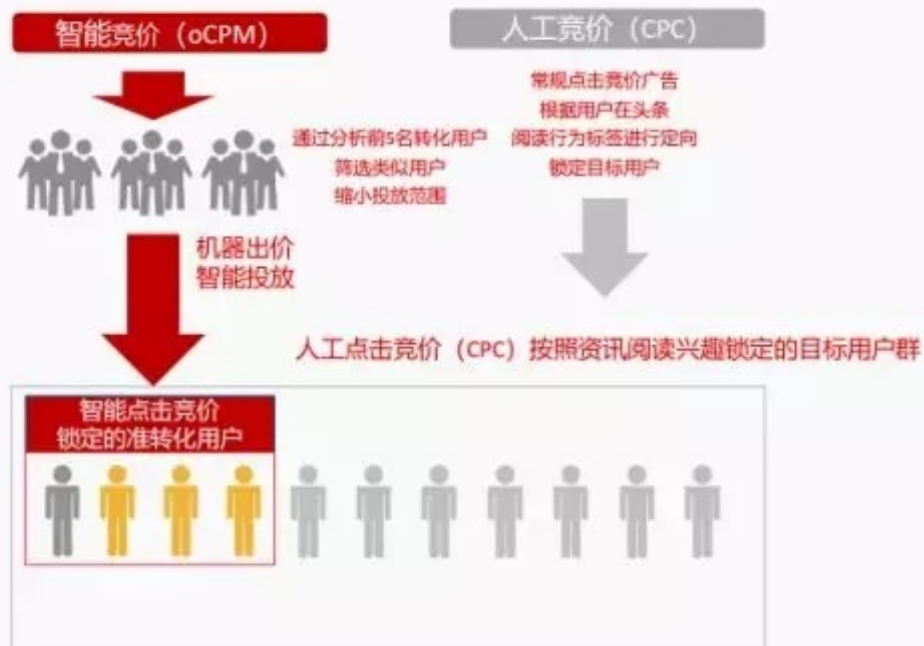 智能竞价（oCPM）
人工竞价（CPC）
通过分析前5名转化用户
筛选类似用户
缩小投放范围
常规点击竞价广告
根据用户在头条
阅读行为标签进行定向
锁定目标用户
机器出价
智能投放
人工点击竞价（CPC）按照资讯阅读兴趣锁定的目标用户群
智能点击竞价
锁定的准转化用户